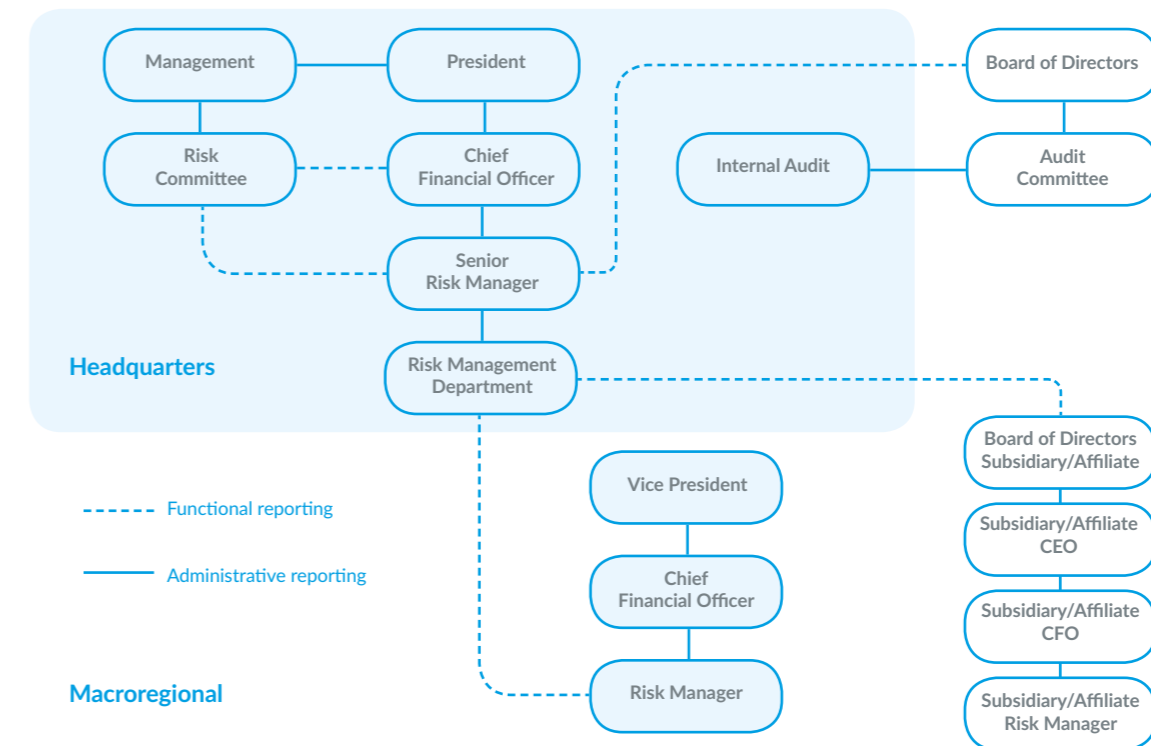 Management
President
Board of Directors
Risk
Committee
Chief
Financial Officer
Internal Audit
Audit
Committee
Senior
Risk Manager
Headquarters
Risk Management
Department
Board of Directors
Subsidiary/Affiliate
Vice President
Functional reporting
Subsidiary/Affiliate
CEO
Administrative reporting
Chief
Financial Officer
Subsidiary/Affiliate
CFO
Macroregional
Risk Manager
Subsidiary/Affiliate
Risk Manager